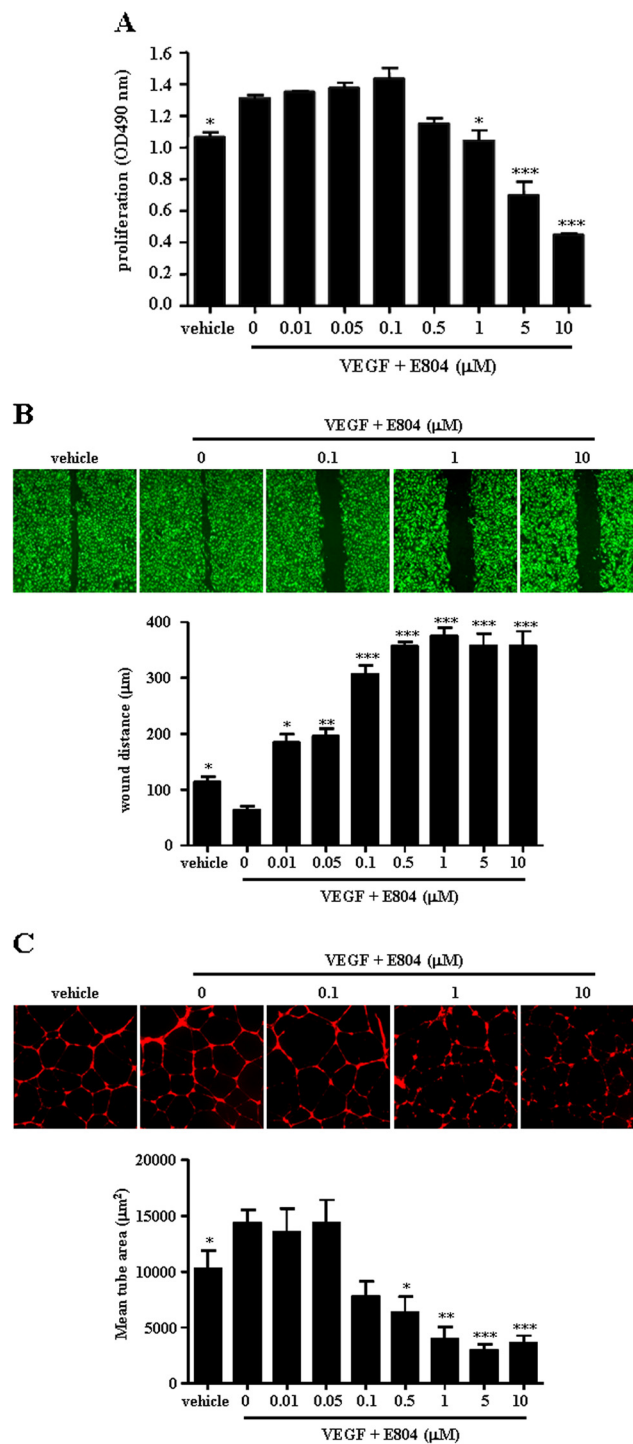 A
proliferation (OD490 nm)
1.6
1.4
1.2
1.0
0.8
0.6
0.4
0.2
0.0
*
*
***
***
vehicle 0 0.01 0.05 0.1 0.5 1 5 10
VEGF + E804 (μM)
B
VEGF + E804 (μM)
vehicle 0 0.1 1 10
wound distance (μm)
400
300
200
100
0
*
*
**
***
***
***
***
***
vehicle 0 0.01 0.05 0.1 0.5 1 5 10
VEGF + E804 (μM)
C
VEGF + E804 (μM)
vehicle 0 0.1 1 10
Mean tube area (μm²)
20000
15000
10000
5000
0
*
*
**
***
***
vehicle 0 0.01 0.05 0.1 0.5 1 5 10
VEGF + E804 (μM)